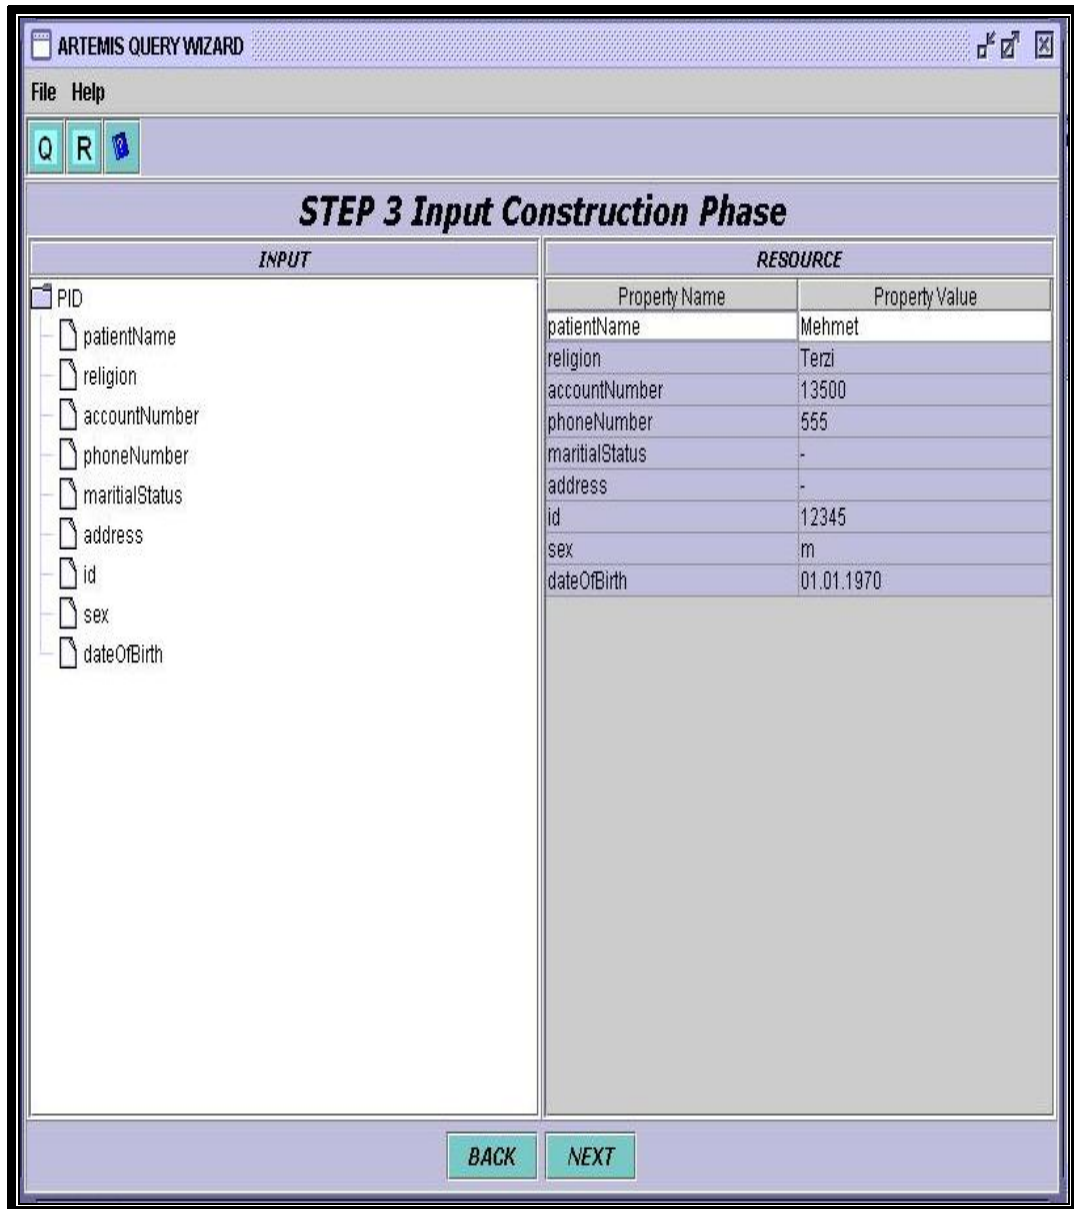 ARTEMIS QUERY WIZARD
File Help
Q R ?
STEP 3 Input Construction Phase
INPUT
PID
patientName
religion
accountNumber
phoneNumber
maritialStatus
address
id
sex
dateOfBirth
RESOURCE
Property Name Property Value
patientName Mehmet
religion Terzi
accountNumber 13500
phoneNumber 555
maritialStatus -
address -
id 12345
sex m
dateOfBirth 01.01.1970
BACK NEXT